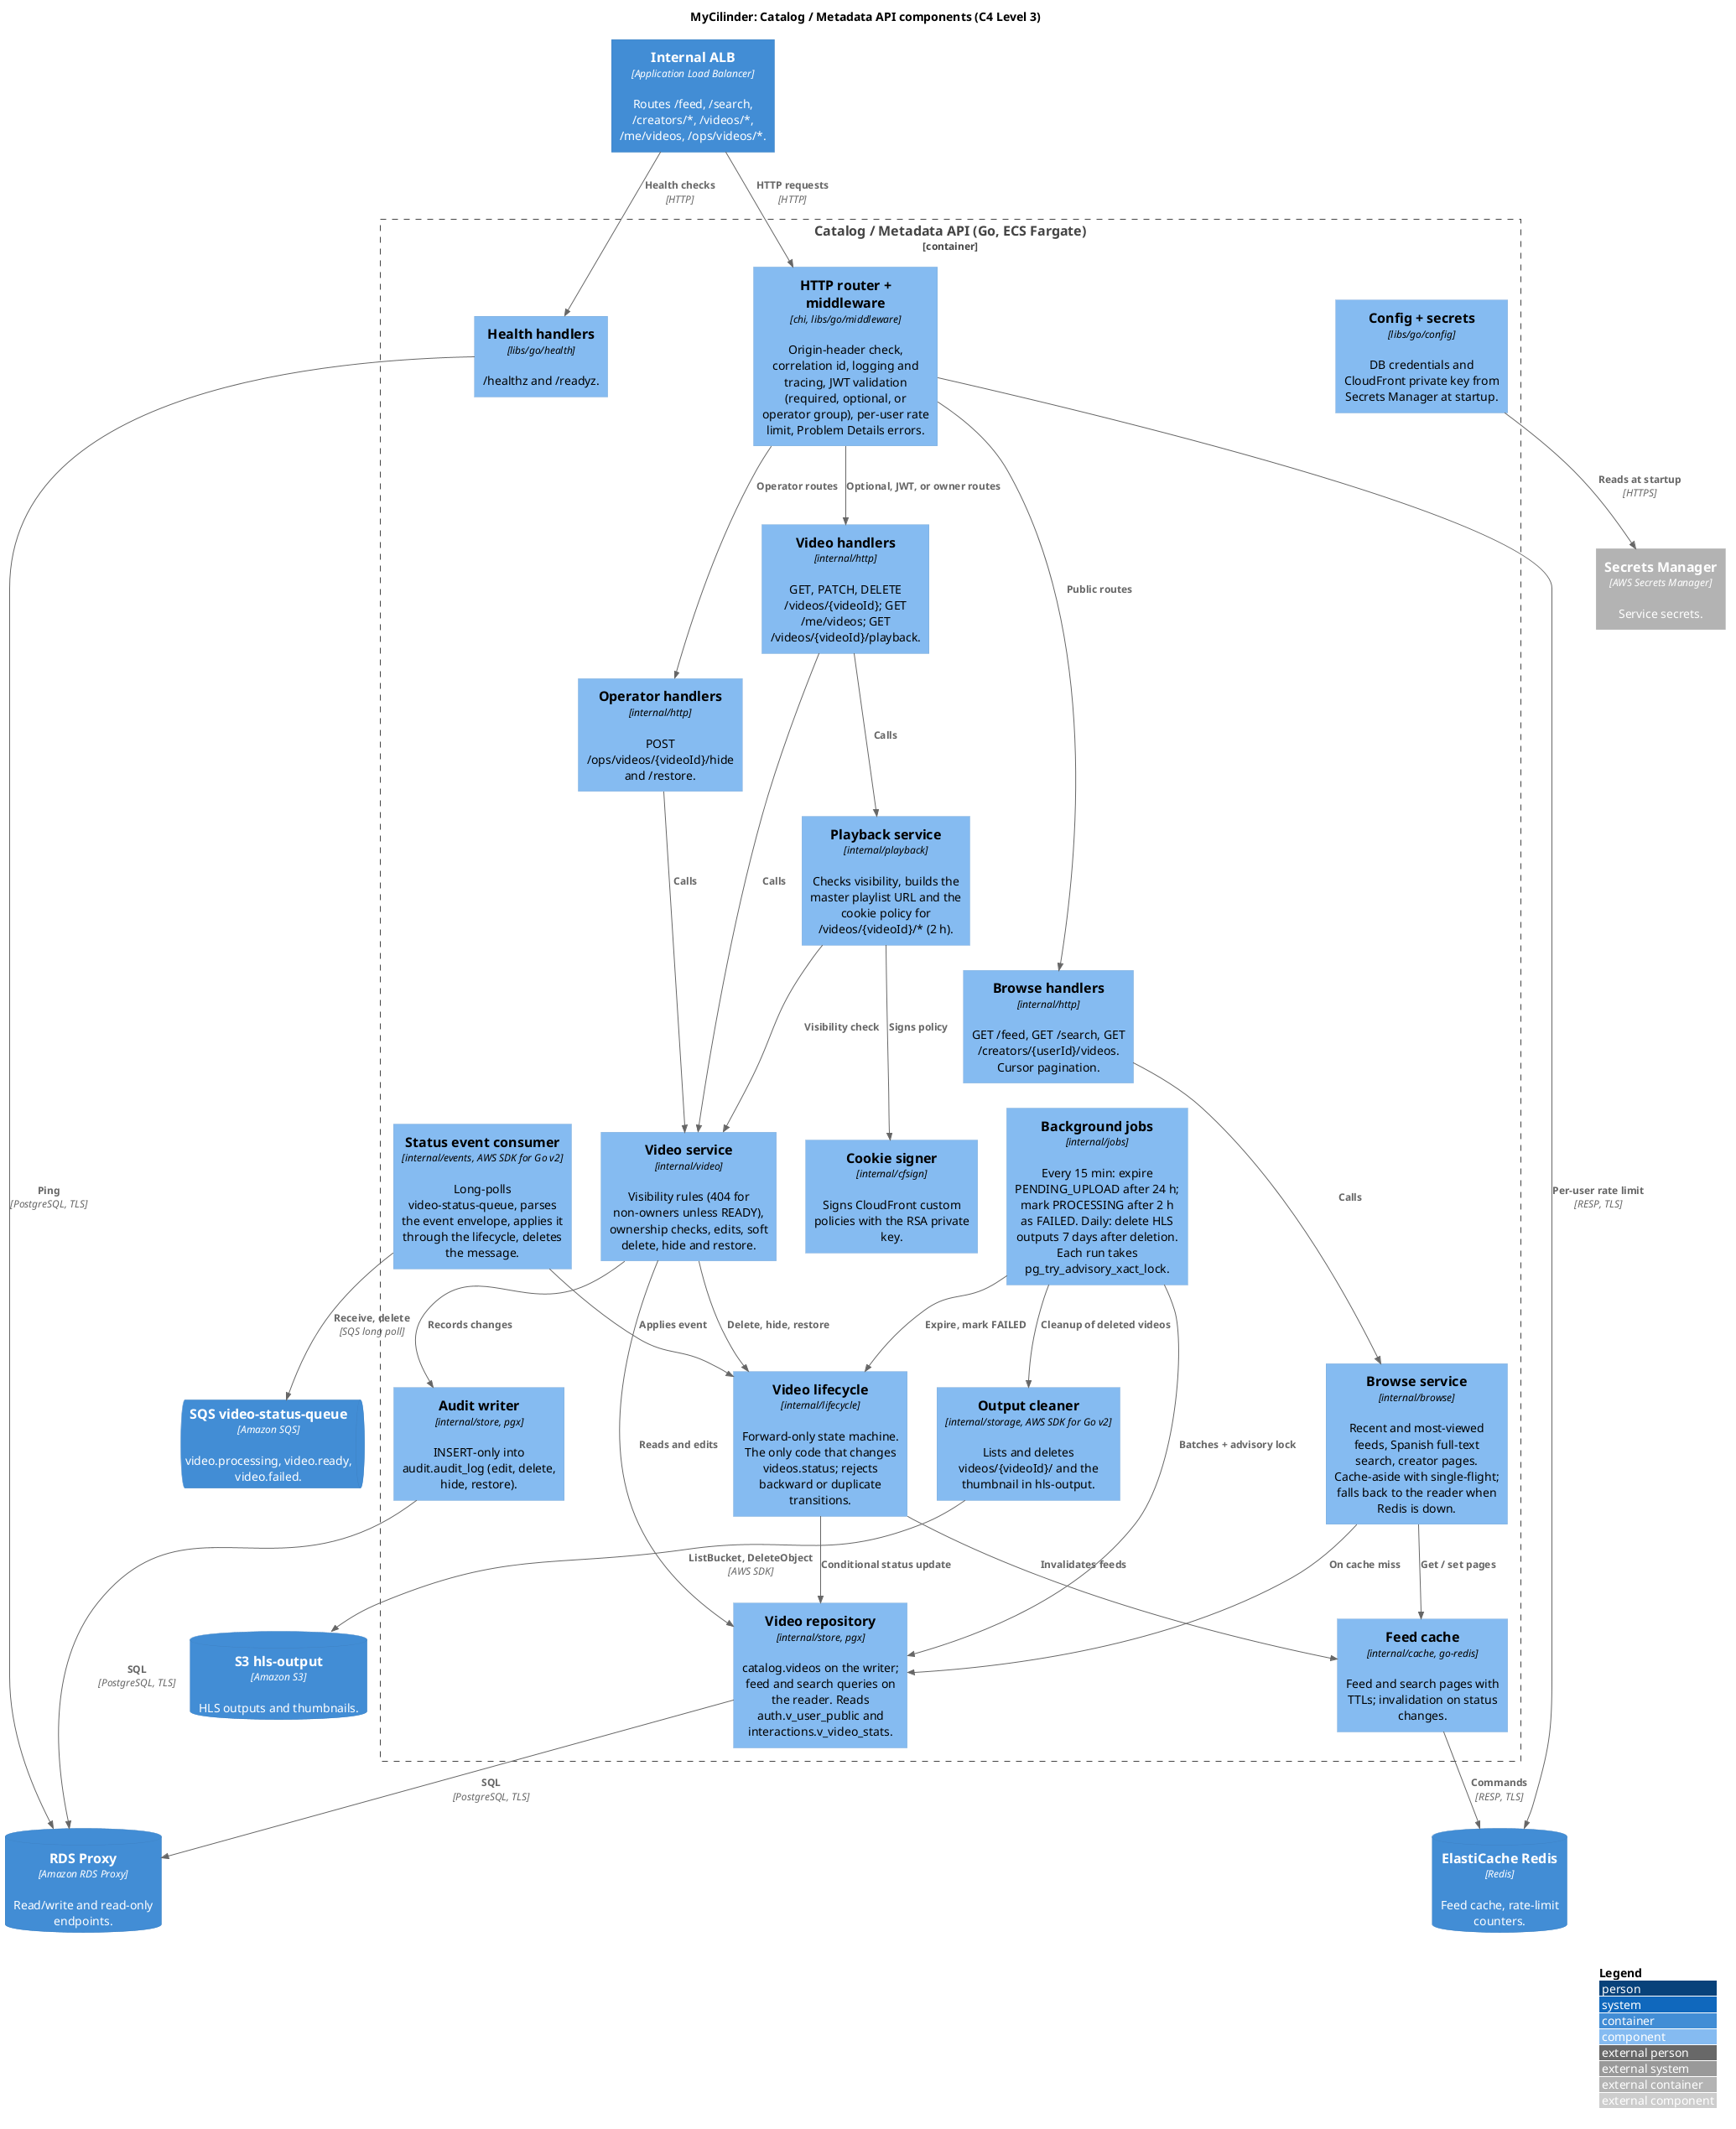 MyCilinder: Catalog / Metadata API components (C4 Level 3)
Internal ALB
[Application Load Balancer]
Routes /feed, /search,
/creators/*, /videos/*,
/me/videos, /ops/videos/*.
Health checks
[HTTP]
HTTP requests
[HTTP]
Catalog / Metadata API (Go, ECS Fargate)
[container]
HTTP router +
middleware
[chi, libs/go/middleware]
Origin-header check,
correlation id, logging and
tracing, JWT validation
(required, optional, or
operator group), per-user rate
limit, Problem Details errors.
Health handlers
[libs/go/health]
/healthz and /readyz.
Config + secrets
[libs/go/config]
DB credentials and
CloudFront private key from
Secrets Manager at startup.
Reads at startup
[HTTPS]
Operator routes
Optional, JWT, or owner routes
Public routes
Secrets Manager
[AWS Secrets Manager]
Service secrets.
Video handlers
[internal/http]
GET, PATCH, DELETE
/videos/{videoId}; GET
/me/videos; GET
/videos/{videoId}/playback.
Operator handlers
[internal/http]
POST
/ops/videos/{videoId}/hide
and /restore.
Calls
Playback service
[internal/playback]
Checks visibility, builds the
master playlist URL and the
cookie policy for
/videos/{videoId}/* (2 h).
Calls
Calls
Browse handlers
[internal/http]
GET /feed, GET /search, GET
/creators/{userId}/videos.
Cursor pagination.
Visibility check
Signs policy
Status event consumer
[internal/events, AWS SDK for Go v2]
Long-polls
video-status-queue, parses
the event envelope, applies it
through the lifecycle, deletes
the message.
Video service
[internal/video]
Visibility rules (404 for
non-owners unless READY),
ownership checks, edits, soft
delete, hide and restore.
Cookie signer
[internal/cfsign]
Signs CloudFront custom
policies with the RSA private
key.
Background jobs
[internal/jobs]
Every 15 min: expire
PENDING_UPLOAD after 24 h;
mark PROCESSING after 2 h
as FAILED. Daily: delete HLS
outputs 7 days after deletion.
Each run takes
pg_try_advisory_xact_lock.
Calls
Per-user rate limit
[RESP, TLS]
Ping
[PostgreSQL, TLS]
Receive, delete
[SQS long poll]
Records changes
Applies event
Delete, hide, restore
Expire, mark FAILED
Cleanup of deleted videos
SQS video-status-queue
[Amazon SQS]
video.processing, video.ready,
video.failed.
Audit writer
[internal/store, pgx]
INSERT-only into
audit.audit_log (edit, delete,
hide, restore).
Reads and edits
Video lifecycle
[internal/lifecycle]
Forward-only state machine.
The only code that changes
videos.status; rejects
backward or duplicate
transitions.
Output cleaner
[internal/storage, AWS SDK for Go v2]
Lists and deletes
videos/{videoId}/ and the
thumbnail in hls-output.
Batches + advisory lock
Browse service
[internal/browse]
Recent and most-viewed
feeds, Spanish full-text
search, creator pages.
Cache-aside with single-flight;
falls back to the reader when
Redis is down.
ListBucket, DeleteObject
[AWS SDK]
Conditional status update
Invalidates feeds
On cache miss
Get / set pages
SQL
[PostgreSQL, TLS]
S3 hls-output
[Amazon S3]
HLS outputs and thumbnails.
Video repository
[internal/store, pgx]
catalog.videos on the writer;
feed and search queries on
the reader. Reads
auth.v_user_public and
interactions.v_video_stats.
Feed cache
[internal/cache, go-redis]
Feed and search pages with
TTLs; invalidation on status
changes.
SQL
[PostgreSQL, TLS]
Commands
[RESP, TLS]
RDS Proxy
[Amazon RDS Proxy]
Read/write and read-only
endpoints.
ElastiCache Redis
[Redis]
Feed cache, rate-limit
counters.
Legend
person
system
container
component
external person
external system
external container
external component